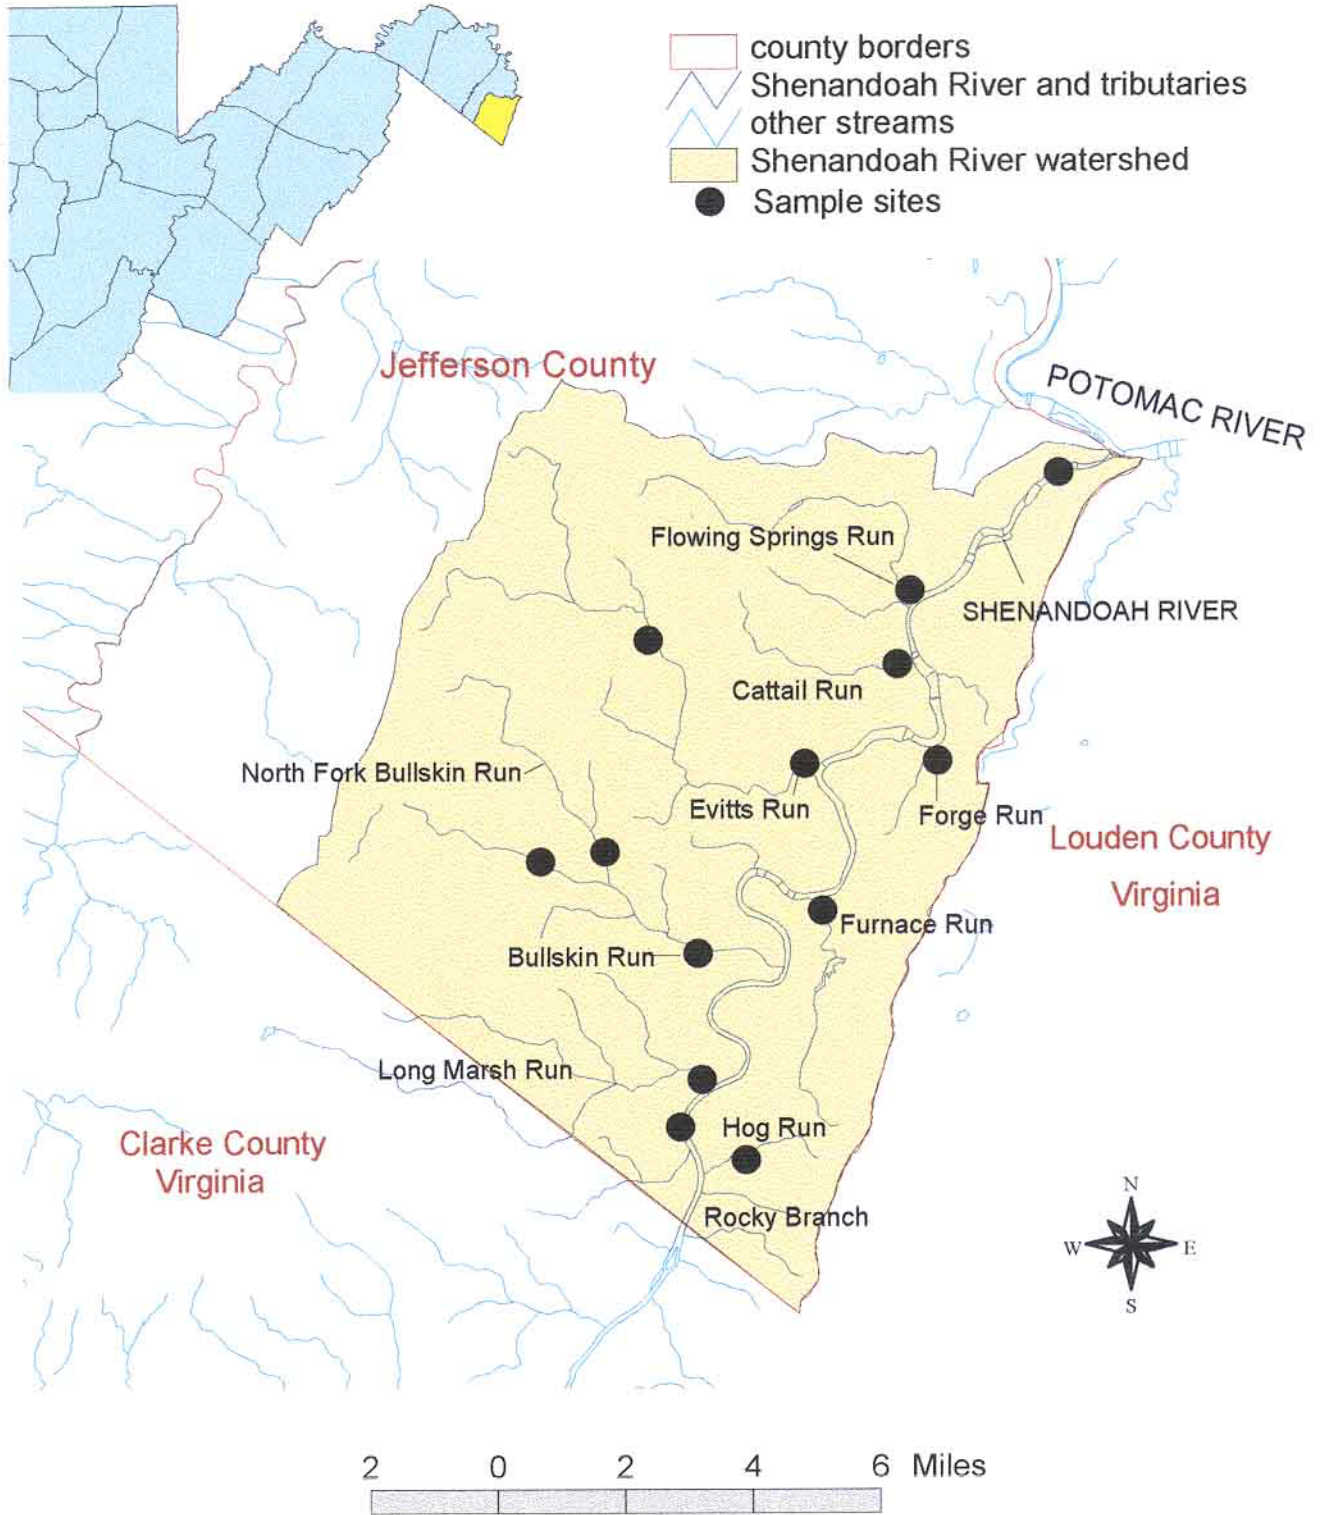 county borders
Shenandoah River and tributaries
other streams
Shenandoah River watershed
Sample sites
Jefferson County
POTOMAC RIVER
Flowing Springs Run
SHENANDOAH RIVER
Cattail Run
North Fork Bullskin Run
Evitts Run
Forge Run
Louden County
Virginia
Furnace Run
Bullskin Run
Long Marsh Run
Hog Run
Clarke County
Virginia
Rocky Branch
N
W E
S
2 0 2 4 6 Miles